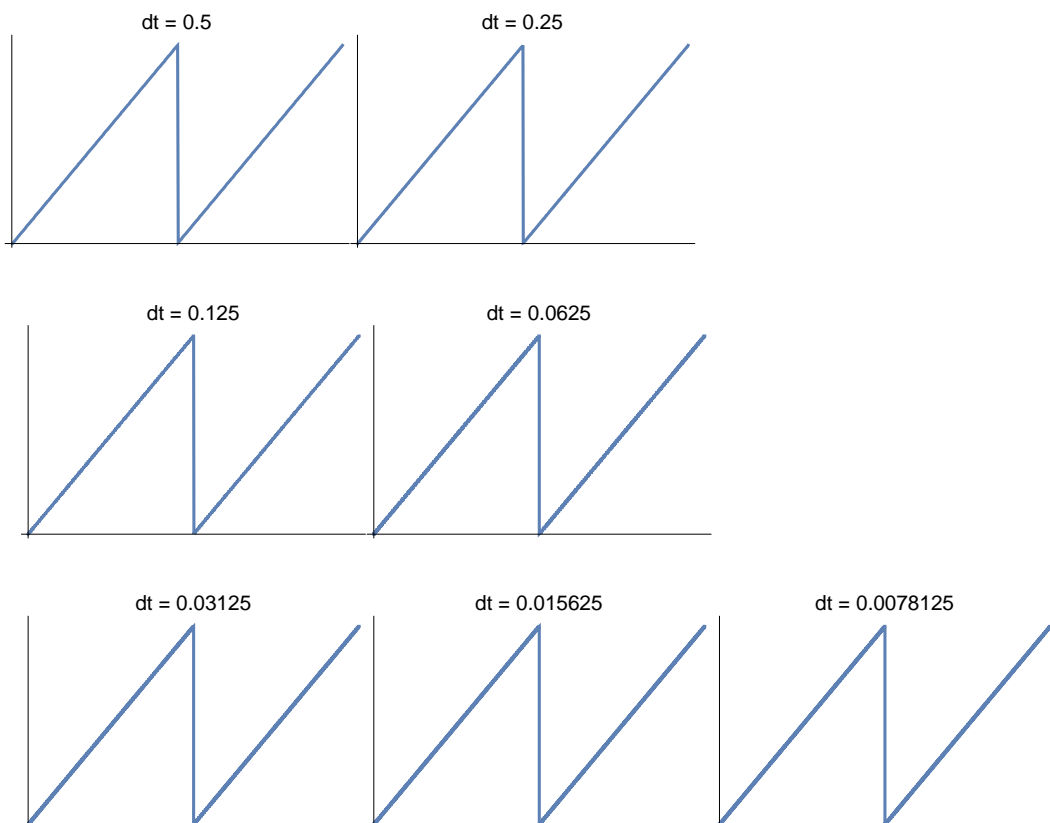 dt = 0.5
dt = 0.25
dt = 0.125
dt = 0.0625
dt = 0.03125
dt = 0.015625
dt = 0.0078125